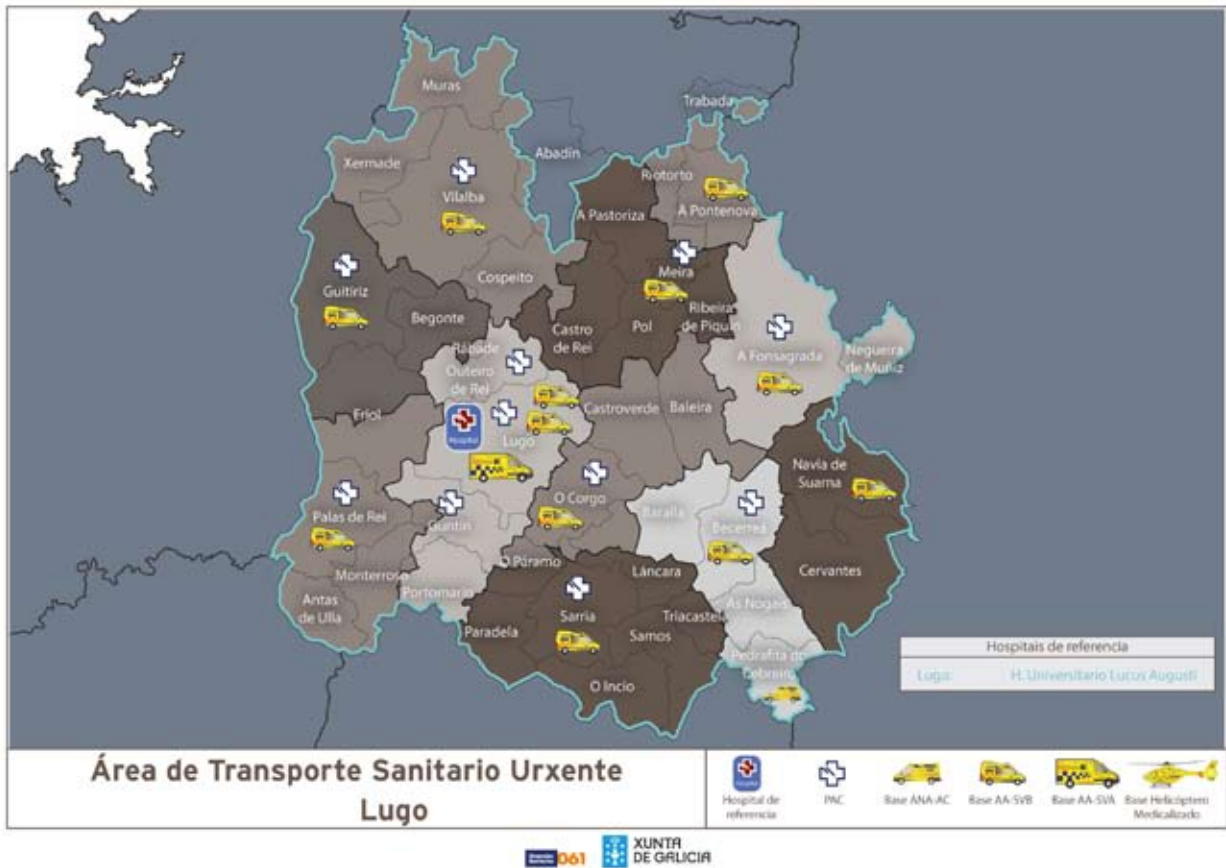 Muras
Trabada
Abadín
Xermade
Riotorto
Vilalba
A Pontenova
A Pastoriza
Meira
Cospeito
Guitiriz
Ribeira
de Piquín
Begonte
Castro
de Rei
Pol
A Fonsagrada
Negueira
de Muñiz
Rábade
Outeiro
de Rei
Castroverde
Baleira
Friol
Hospital
Lugo
Navia de
Suarna
O Corgo
Baralla
Becerreá
Palas de Rei
Guntín
O Páramo
Láncara
Cervantes
Monterroso
Antas
de Ulla
Portomarín
As Nogais
Sarria
Triacastela
Paradela
Samos
Pedrafita do
Cebreiro
O Incio
Hospitais de referencia
Lugo: H. Universitario Lucus Augusti
Área de Transporte Sanitario Urxente
Lugo
Hospital
Hospital de
referencia
PAC
Base ANA-AC
Base AA-SVB
Base AA-SVA
Base Helicóptero
Medicalizado
061
XUNTA
DE GALICIA